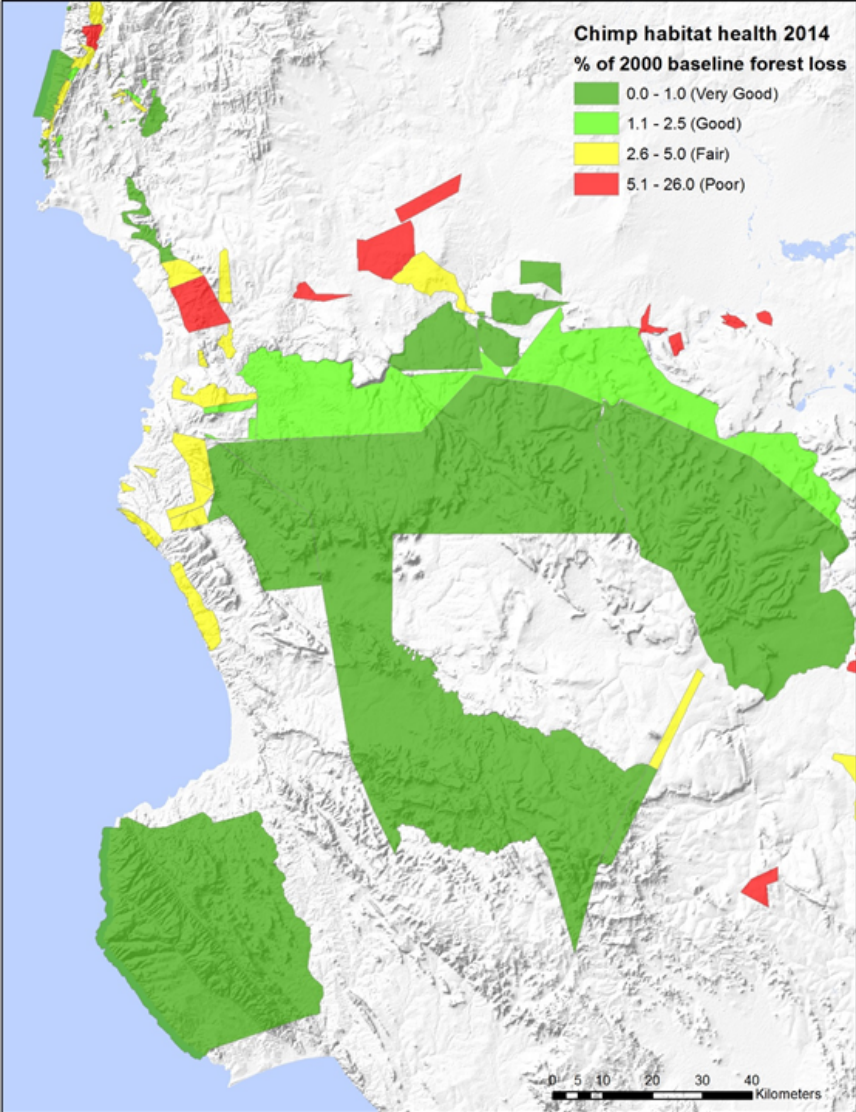 Chimp habitat health 2014
% of 2000 baseline forest loss
0.0 - 1.0 (Very Good)
1.1 - 2.5 (Good)
2.6 - 5.0 (Fair)
5.1 - 26.0 (Poor)
0 5 10 20 30 40
Kilometers